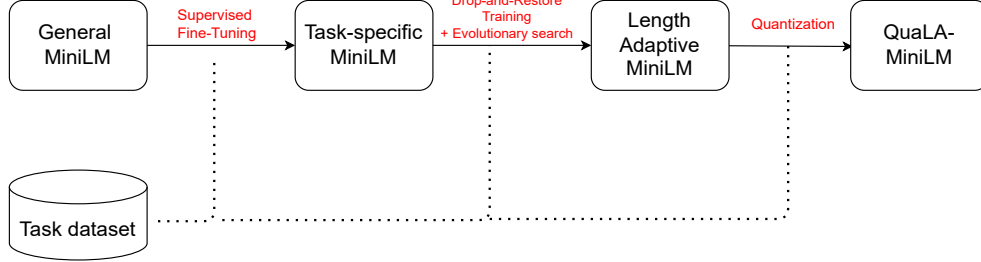 General
MiniLM
Supervised
Fine-Tuning
Task-specific
MiniLM
Drop-and-Restore
Training
+ Evolutionary search
Length
Adaptive
MiniLM
Quantization
QuaLA-
MiniLM
Task dataset